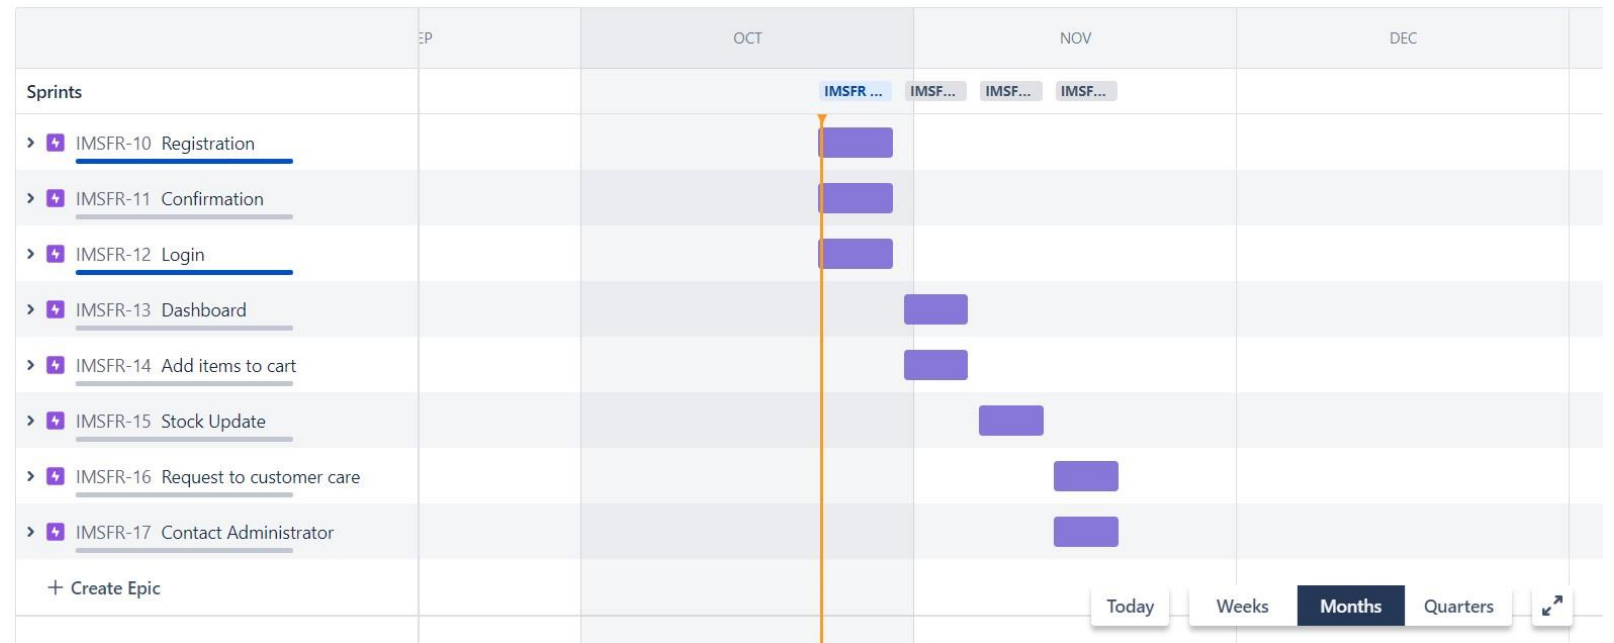 EP OCT NOV DEC
Sprints IMSFR ... IMSF... IMSF... IMSF...
IMSFR-10 Registration
IMSFR-11 Confirmation
IMSFR-12 Login
IMSFR-13 Dashboard
IMSFR-14 Add items to cart
IMSFR-15 Stock Update
IMSFR-16 Request to customer care
IMSFR-17 Contact Administrator
+ Create Epic
Today Weeks Months Quarters